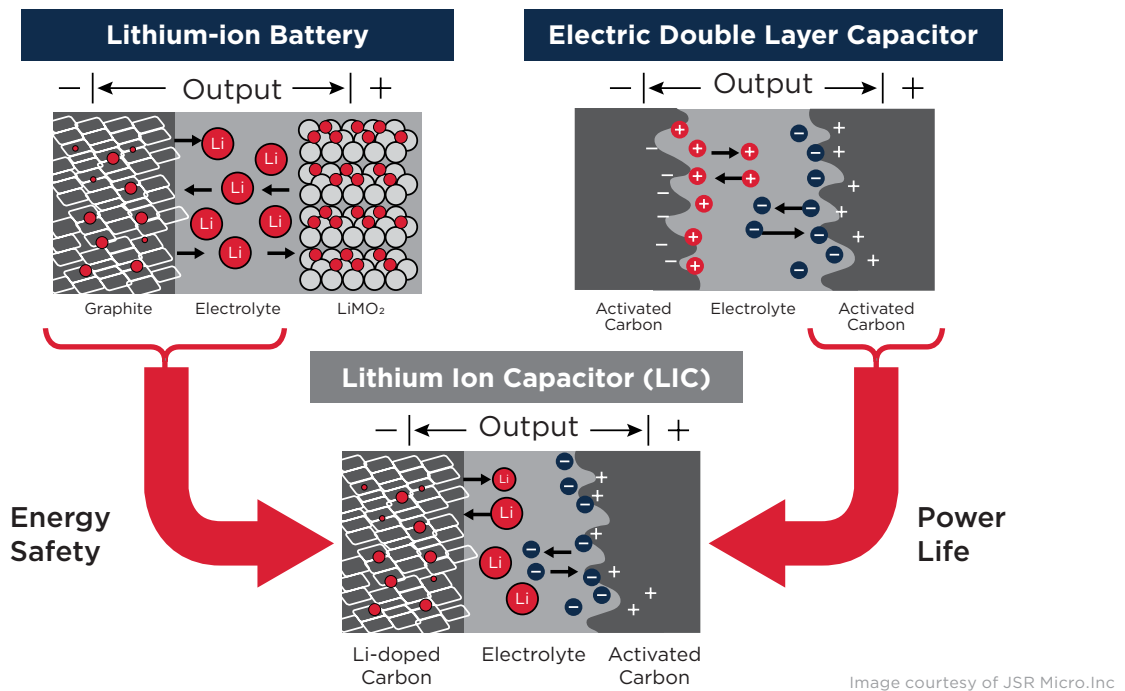 Lithium-ion Battery
Electric Double Layer Capacitor
− Output +
− Output +
Li
Li
Li
Li
Li
Li
Graphite
Electrolyte
LiMO₂
Activated
Carbon
Electrolyte
Activated
Carbon
Lithium Ion Capacitor (LIC)
− Output +
Energy
Safety
Power
Life
Li
Li
Li
Li
Li-doped
Carbon
Electrolyte
Activated
Carbon
Image courtesy of JSR Micro.Inc